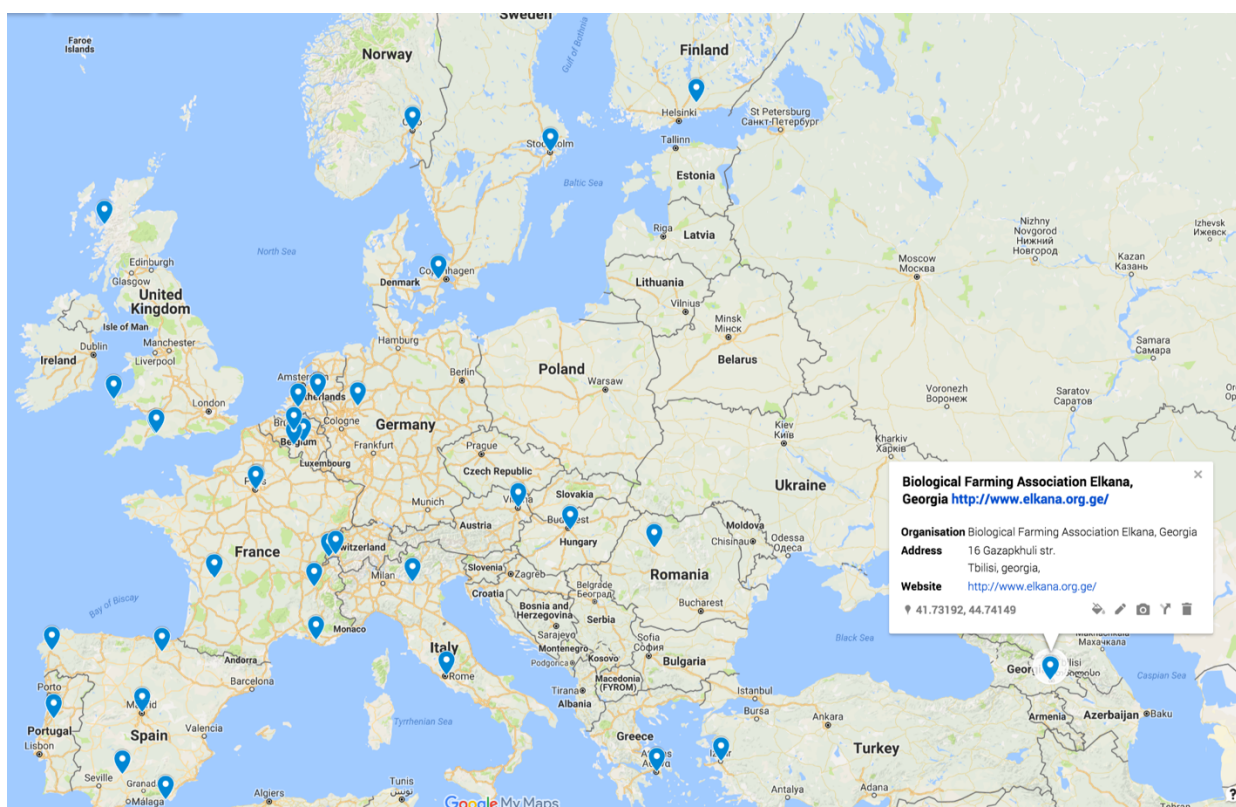 Faroe
Islands
Sweden
Norway
Finland
Gulf of Bothnia
Helsinki
St Petersburg
Санкт-Петербург
Stockholm
Tallinn
Estonia
Baltic Sea
Riga
Latvia
North Sea
Nizhny
Novgorod
Нижний
Новгород
Izhevsk
Ижевск
Kazan
Казань
Moscow
Москва
Edinburgh
Glasgow
United
Kingdom
Isle of Man
Denmark
Copenhagen
Lithuania
Vilnius
Minsk
Минск
Belarus
Dublin
Ireland
Manchester
Liverpool
Hamburg
Samara
Самара
London
Berlin
Poland
Warsaw
Voronezh
Воронеж
Saratov
Саратов
Cologne
Belgium
Germany
Frankfurt
Kiev
Київ
Kharkiv
Харків
Luxembourg
Prague
Czech Republic
Ukraine
Munich
Slovakia
Austria
Budapest
Hungary
Moldova
Chisinau
Odessa
Одеса
France
Switzerland
Milan
Slovenia
Zagreb
Croatia
Romania
Bay of Biscay
Belgrade
Београд
Bosnia and
Herzegovina
Serbia
Bucharest
Monaco
Sarajevo
Montenegro
Podgorica
Kosovo
Sofia
София
Bulgaria
Black Sea
Andorra
Italy
Rome
Macedonia
(FYROM)
Tirana
Albania
Porto
Barcelona
Istanbul
Bursa
Ankara
Portugal
Lisbon
Madrid
Spain
Valencia
Tyrrhenian Sea
Greece
Turkey
Seville
Málaga
Algiers
Tunis
تونس
Antalya
Adana
Armenia
Azerbaijan
Baku
Caspian Sea
Махачкала
Biological Farming Association Elkana,
Georgia http://www.elkana.org.ge/
Organisation Biological Farming Association Elkana, Georgia
Address 16 Gazapkhuli str.
Tbilisi, georgia,
Website http://www.elkana.org.ge/
41.73192, 44.74149
Google My Maps